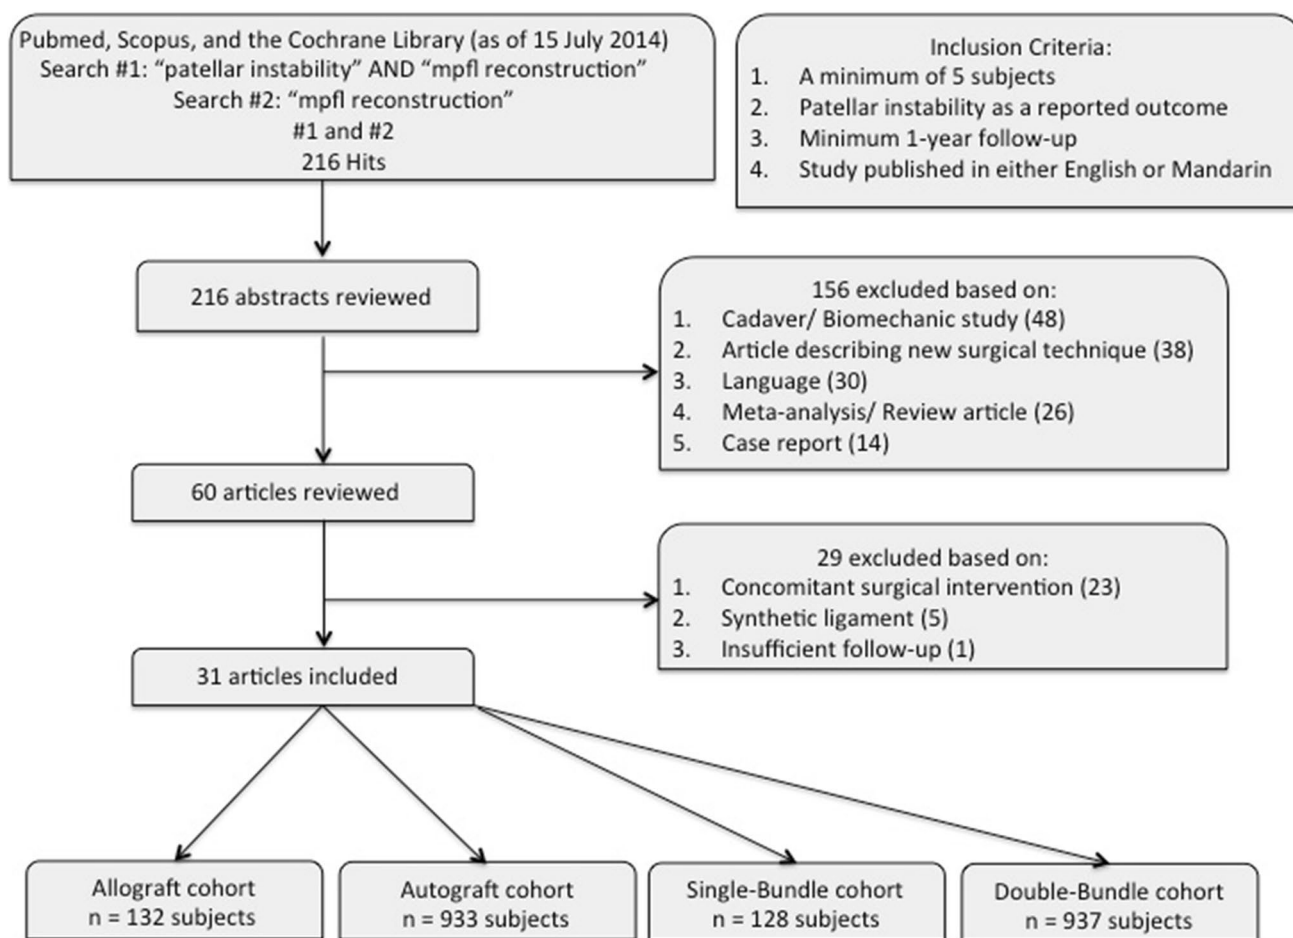 Pubmed, Scopus, and the Cochrane Library (as of 15 July 2014)
Search #1: “patellar instability” AND “mpfl reconstruction”
Search #2: “mpfl reconstruction”
#1 and #2
216 Hits
Inclusion Criteria:
1. A minimum of 5 subjects
2. Patellar instability as a reported outcome
3. Minimum 1-year follow-up
4. Study published in either English or Mandarin
216 abstracts reviewed
156 excluded based on:
1. Cadaver/ Biomechanic study (48)
2. Article describing new surgical technique (38)
3. Language (30)
4. Meta-analysis/ Review article (26)
5. Case report (14)
60 articles reviewed
29 excluded based on:
1. Concomitant surgical intervention (23)
2. Synthetic ligament (5)
3. Insufficient follow-up (1)
31 articles included
Allograft cohort
n = 132 subjects
Autograft cohort
n = 933 subjects
Single-Bundle cohort
n = 128 subjects
Double-Bundle cohort
n = 937 subjects